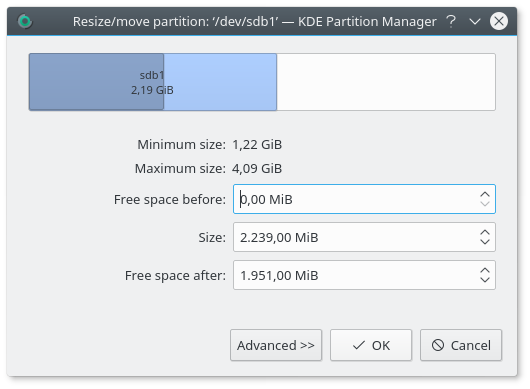 Resize/move partition: ‘/dev/sdb1’ — KDE Partition Manager ?
sdb1
2,19 GiB
Minimum size: 1,22 GiB
Maximum size: 4,09 GiB
Free space before: 0,00 MiB
Size: 2.239,00 MiB
Free space after: 1.951,00 MiB
Advanced >> OK Cancel